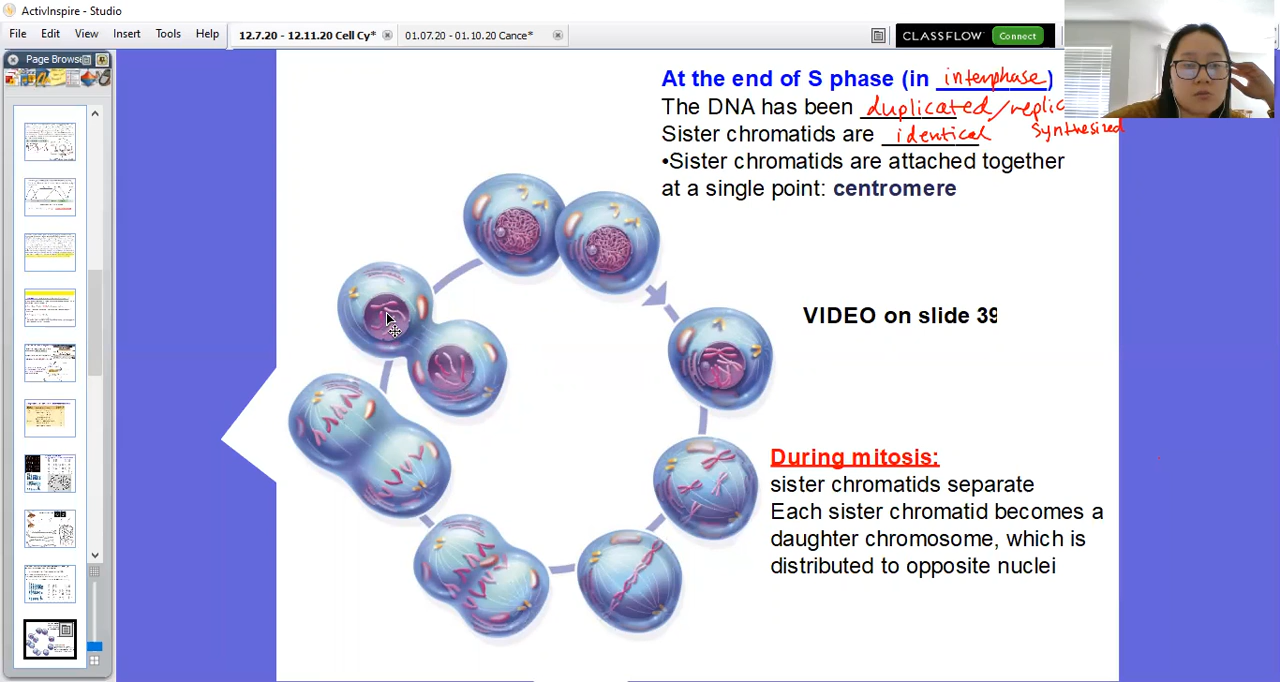 ActivInspire - Studio
File Edit View Insert Tools Help
12.7.20 - 12.11.20 Cell Cy*
01.07.20 - 01.10.20 Cance*
CLASSFLOW Connect
Page Browse
At the end of S phase (in interphase)
The DNA has been duplicated/replic
synthesized
Sister chromatids are identical
•Sister chromatids are attached together
at a single point: centromere
VIDEO on slide 39
During mitosis:
sister chromatids separate
Each sister chromatid becomes a
daughter chromosome, which is
distributed to opposite nuclei